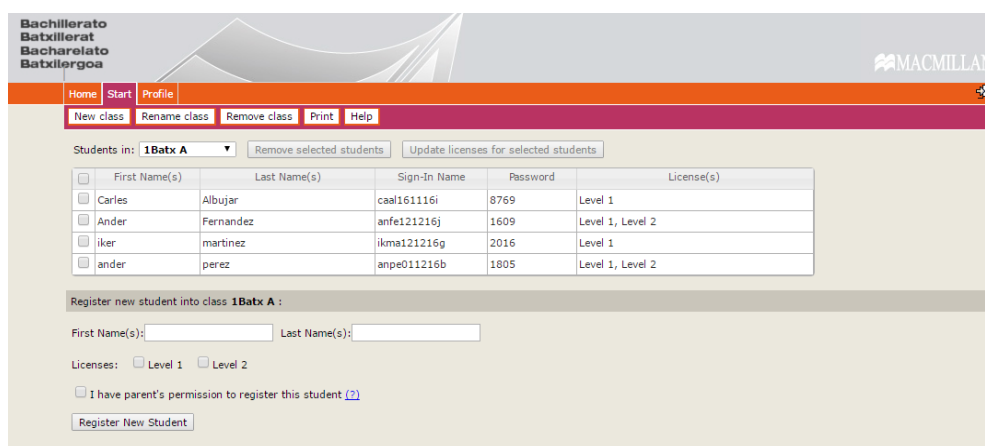 Bachillerato
Batxillerat
Bacharelato
Batxilergoa
MACMILLAN
Home Start Profile
New class Rename class Remove class Print Help
Students in: 1Batx A Remove selected students Update licenses for selected students
First Name(s) Last Name(s) Sign-In Name Password License(s)
Carles Albujar caal161116i 8769 Level 1
Ander Fernandez anfe121216j 1609 Level 1, Level 2
iker martinez ikma121216g 2016 Level 1
ander perez anpe011216b 1805 Level 1, Level 2
Register new student into class 1Batx A :
First Name(s): Last Name(s):
Licenses: Level 1 Level 2
I have parent's permission to register this student (?)
Register New Student